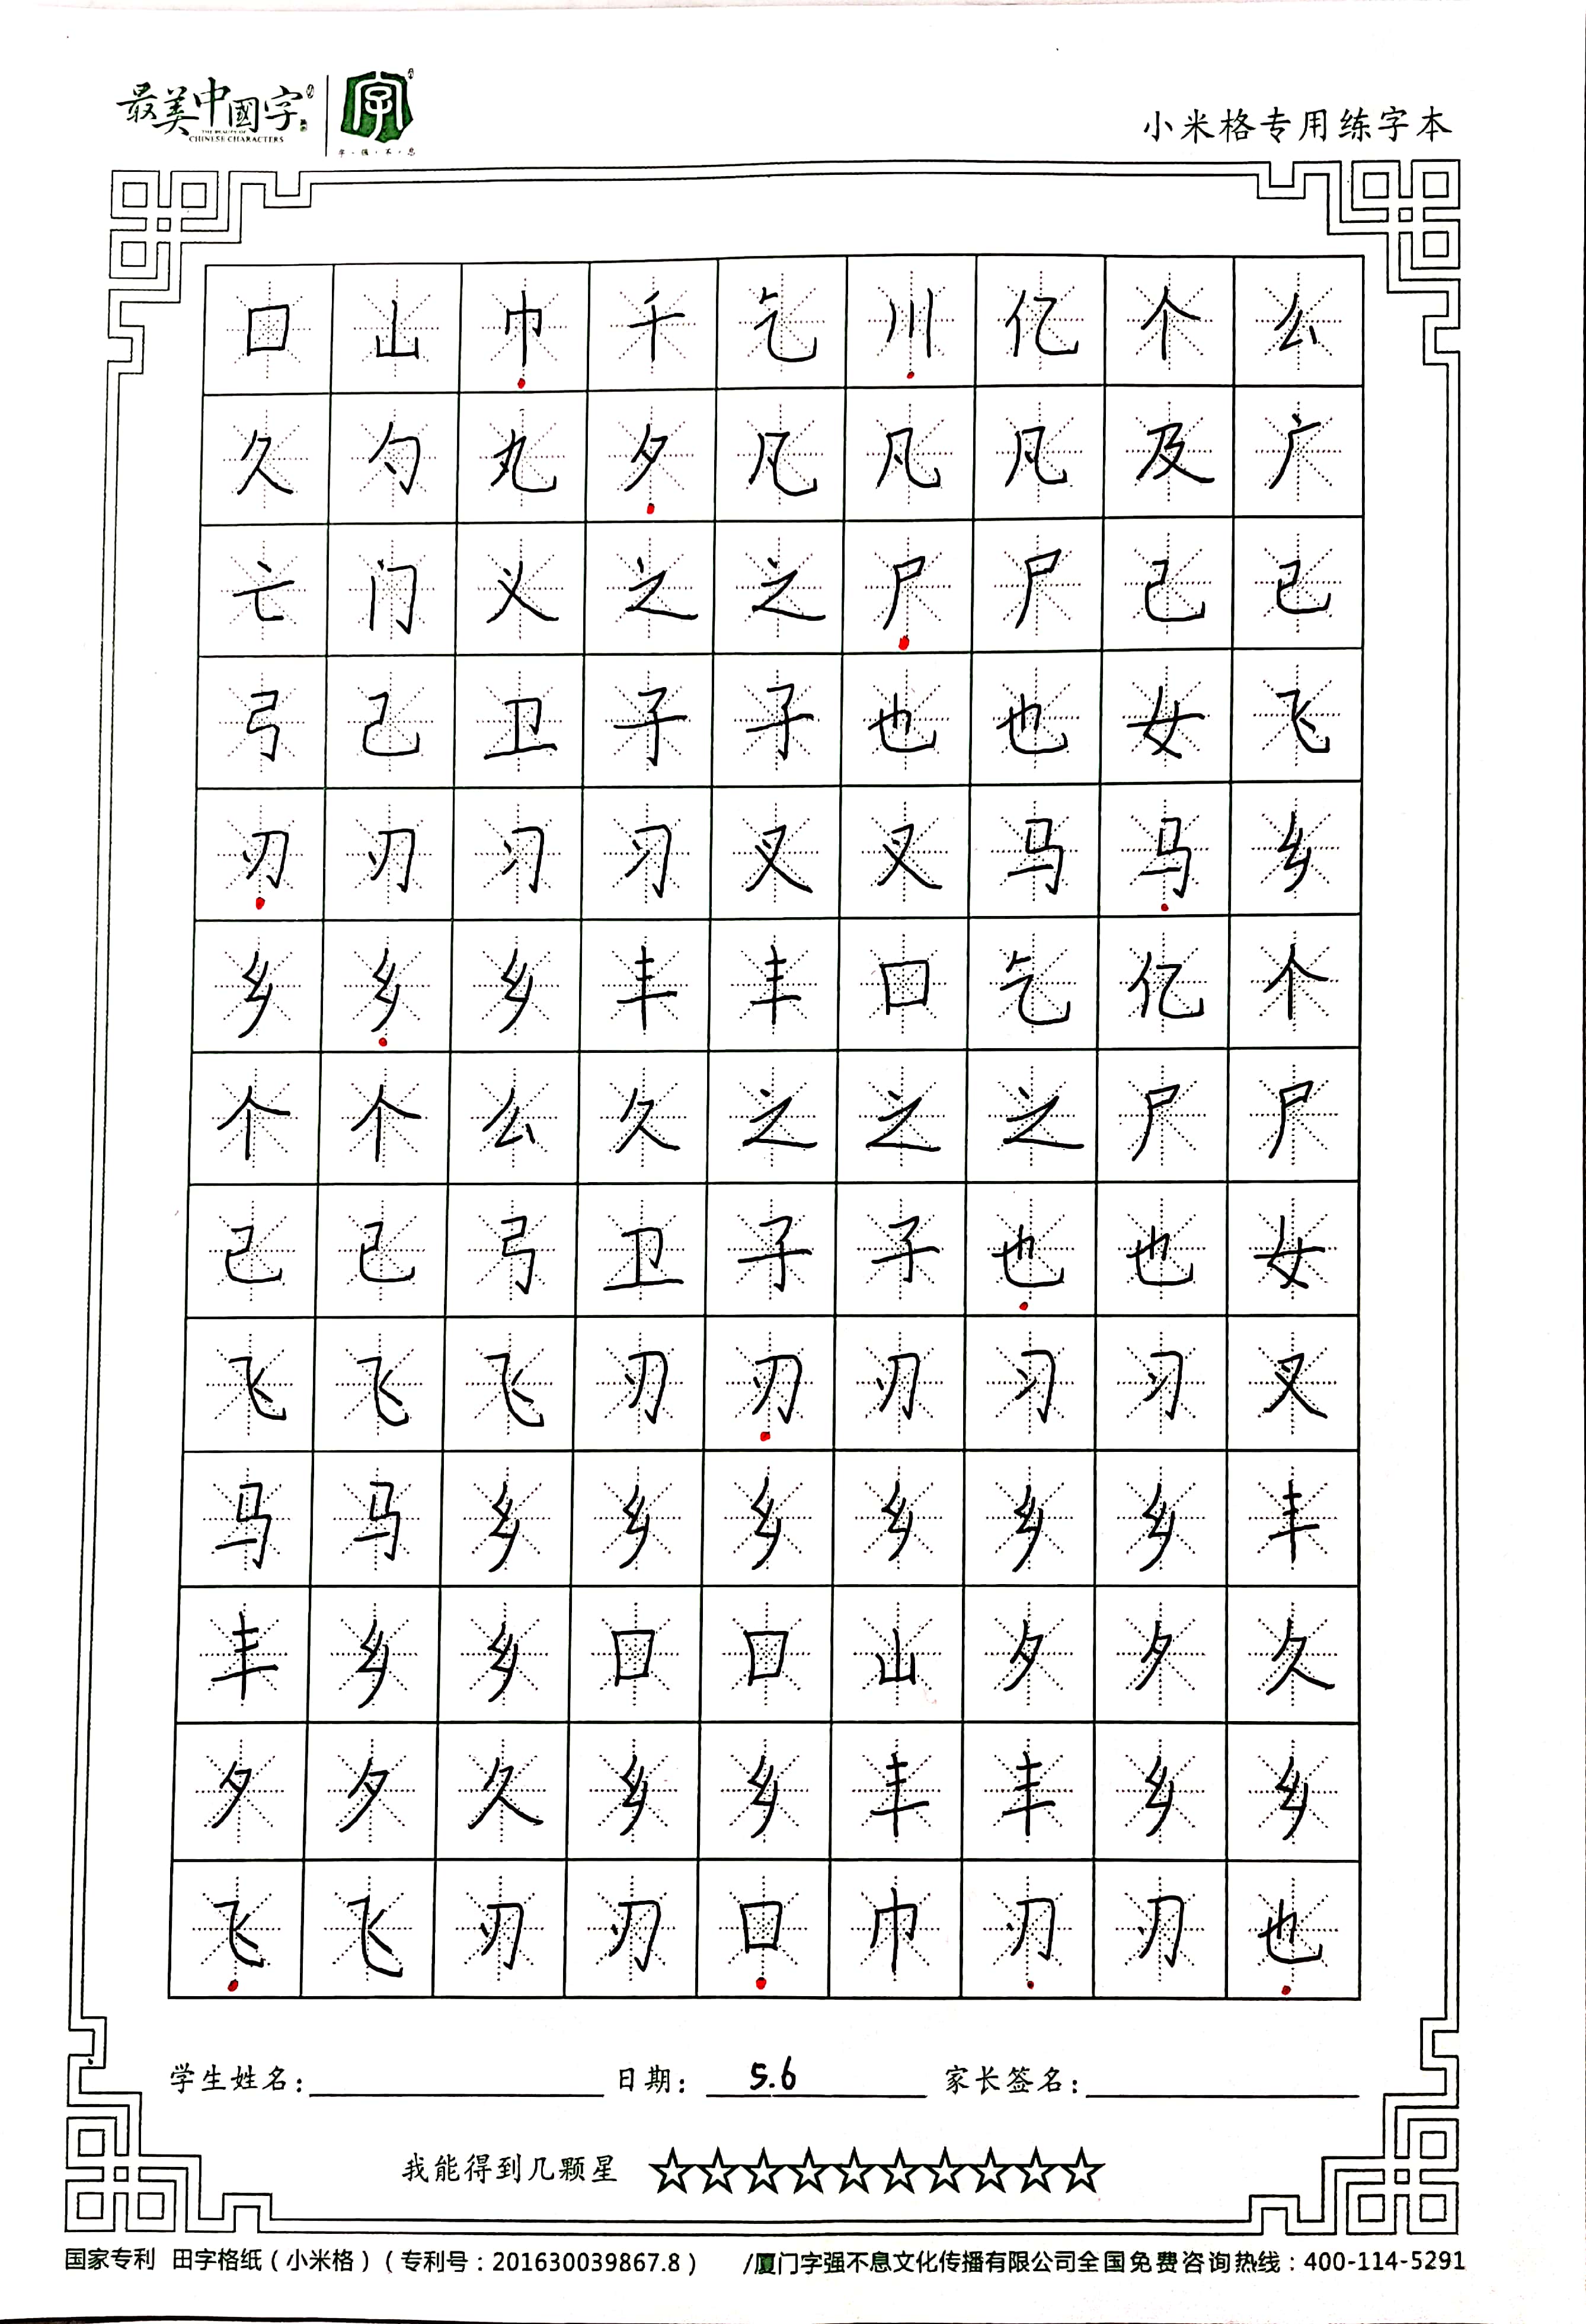 最美中國字
THE BEAUTY OF
CHINESE CHARACTERS
字
字·强·不·息
小米格专用练字本
口 山 巾 千 乞 川 亿 个 么
久 勺 丸 夕 凡 凡 凡 及 广
亡 门 义 之 之 尸 尸 己 已
弓 己 卫 子 子 也 也 女 飞
刃 刃 习 习 叉 叉 马 马 乡
乡 乡 乡 丰 丰 口 乞 亿 个
个 个 么 久 之 之 之 尸 尸
己 己 弓 卫 子 子 也 也 女
飞 飞 飞 刃 刃 刃 习 习 叉
马 马 乡 乡 乡 乡 乡 乡 丰
丰 乡 乡 口 口 山 夕 夕 久
夕 夕 久 乡 乡 丰 丰 乡 乡
飞 飞 刃 刃 口 巾 刃 刃 也
学生姓名: 日期: 5.6 家长签名:
我能得到几颗星
国家专利 田字格纸(小米格)(专利号:201630039867.8) /厦门字强不息文化传播有限公司全国免费咨询热线:400-114-5291